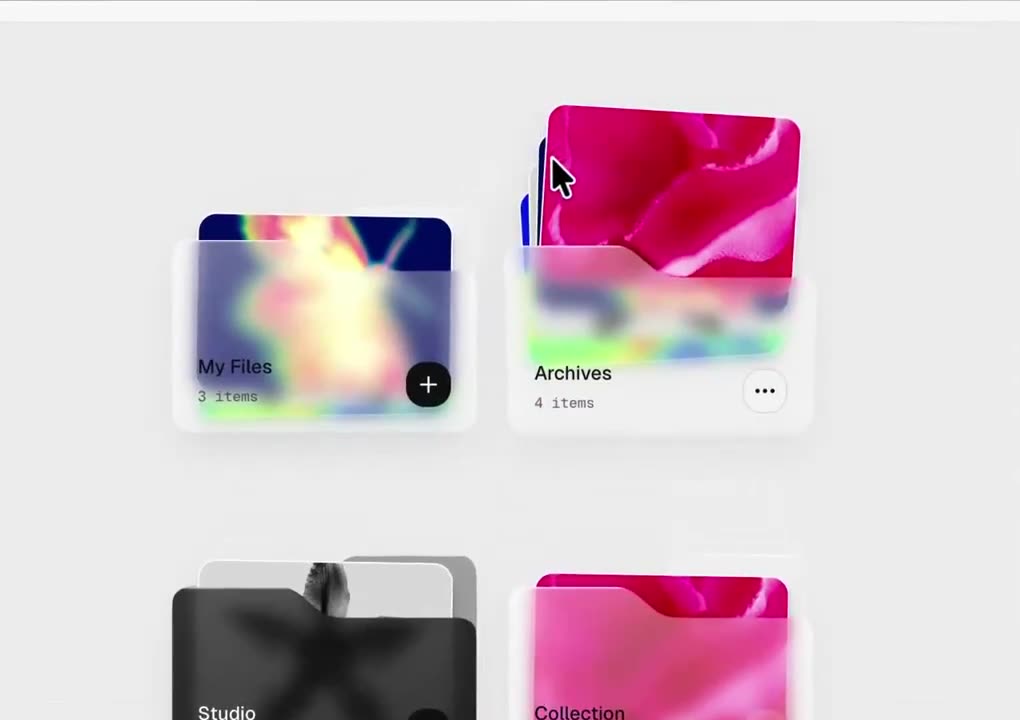 My Files
3 items
Archives
4 items
Studio
Collection